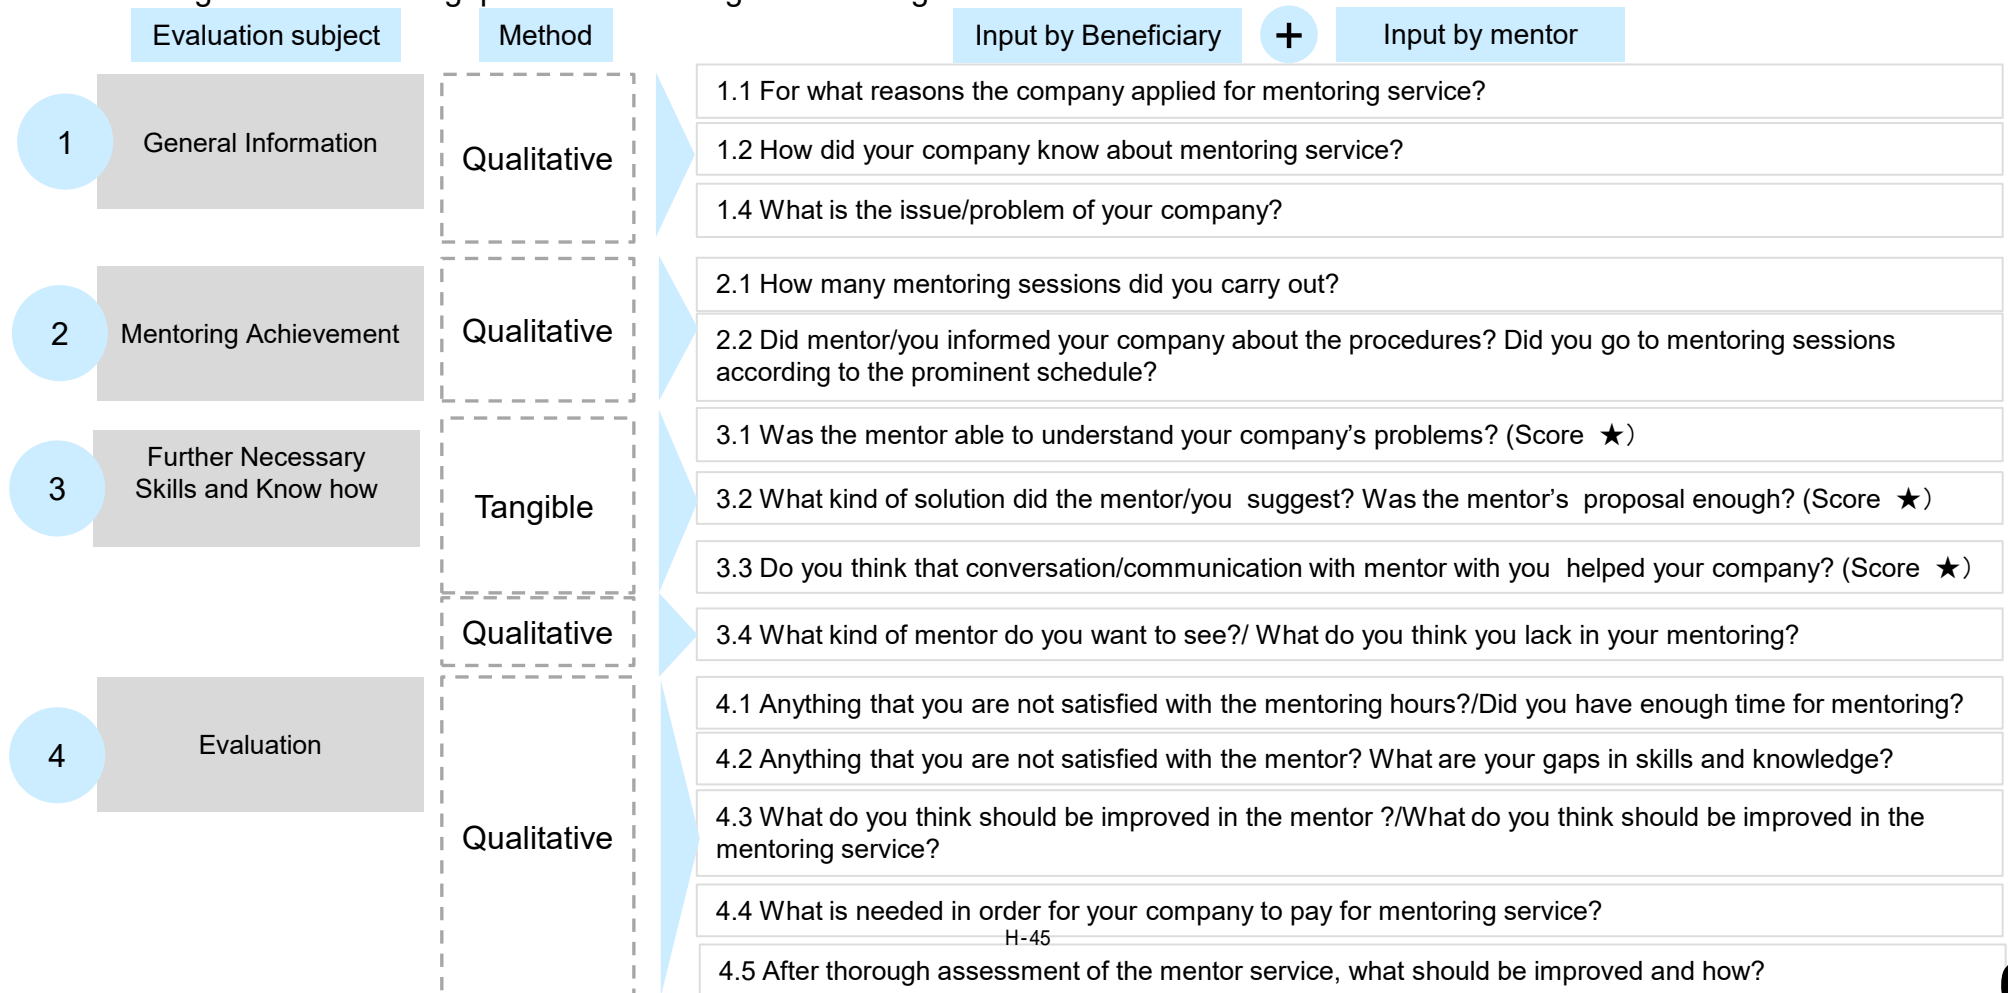 Evaluation subject
Method
Input by Beneficiary
+
Input by mentor
1
General Information
Qualitative
1.1 For what reasons the company applied for mentoring service?
1.2 How did your company know about mentoring service?
1.4 What is the issue/problem of your company?
2
Mentoring Achievement
Qualitative
2.1 How many mentoring sessions did you carry out?
2.2 Did mentor/you informed your company about the procedures? Did you go to mentoring sessions
according to the prominent schedule?
3
Further Necessary
Skills and Know how
Tangible
3.1 Was the mentor able to understand your company’s problems? (Score ★)
3.2 What kind of solution did the mentor/you suggest? Was the mentor’s proposal enough? (Score ★)
3.3 Do you think that conversation/communication with mentor with you helped your company? (Score ★)
Qualitative
3.4 What kind of mentor do you want to see?/ What do you think you lack in your mentoring?
4
Evaluation
Qualitative
4.1 Anything that you are not satisfied with the mentoring hours?/Did you have enough time for mentoring?
4.2 Anything that you are not satisfied with the mentor? What are your gaps in skills and knowledge?
4.3 What do you think should be improved in the mentor ?/What do you think should be improved in the
mentoring service?
4.4 What is needed in order for your company to pay for mentoring service?
H-45
4.5 After thorough assessment of the mentor service, what should be improved and how?